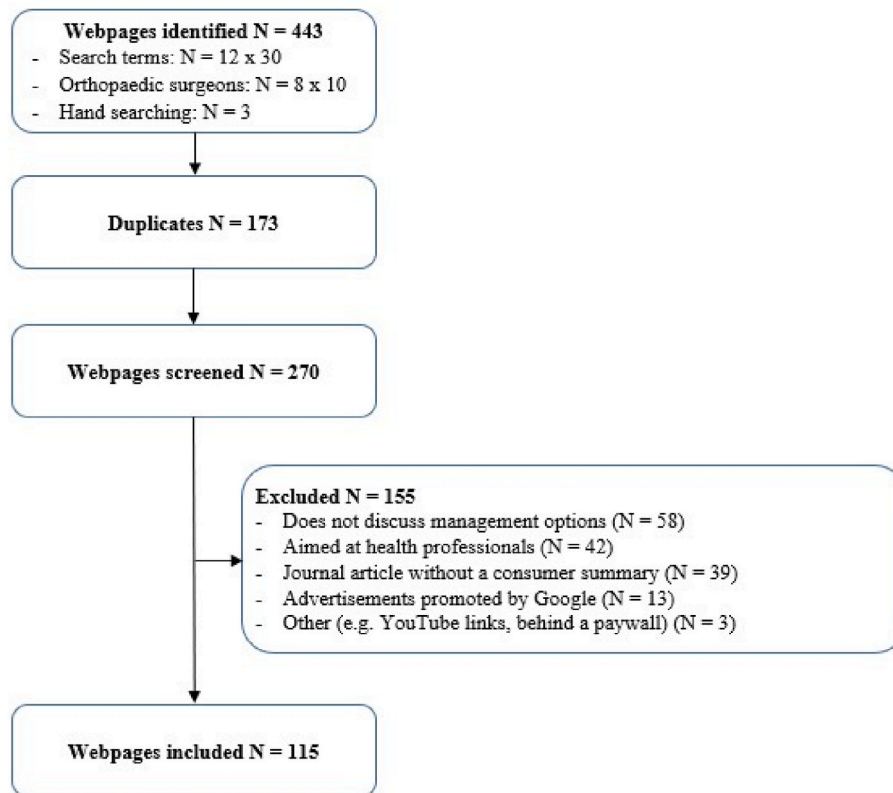 Webpages identified N = 443
- Search terms: N = 12 x 30
- Orthopaedic surgeons: N = 8 x 10
- Hand searching: N = 3
Duplicates N = 173
Webpages screened N = 270
Excluded N = 155
- Does not discuss management options (N = 58)
- Aimed at health professionals (N = 42)
- Journal article without a consumer summary (N = 39)
- Advertisements promoted by Google (N = 13)
- Other (e.g. YouTube links, behind a paywall) (N = 3)
Webpages included N = 115